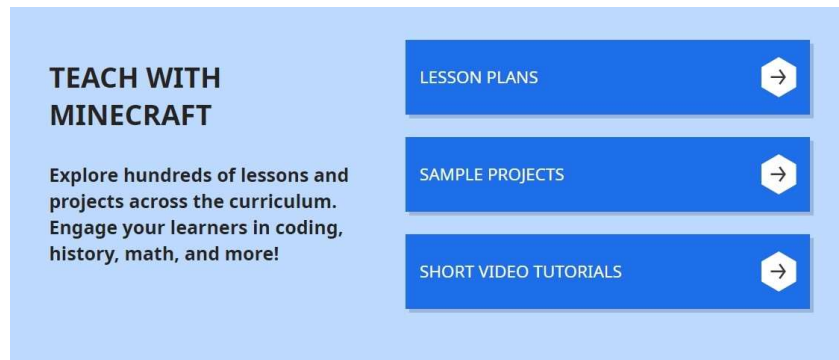 TEACH WITH
MINECRAFT
Explore hundreds of lessons and
projects across the curriculum.
Engage your learners in coding,
history, math, and more!
LESSON PLANS
SAMPLE PROJECTS
SHORT VIDEO TUTORIALS